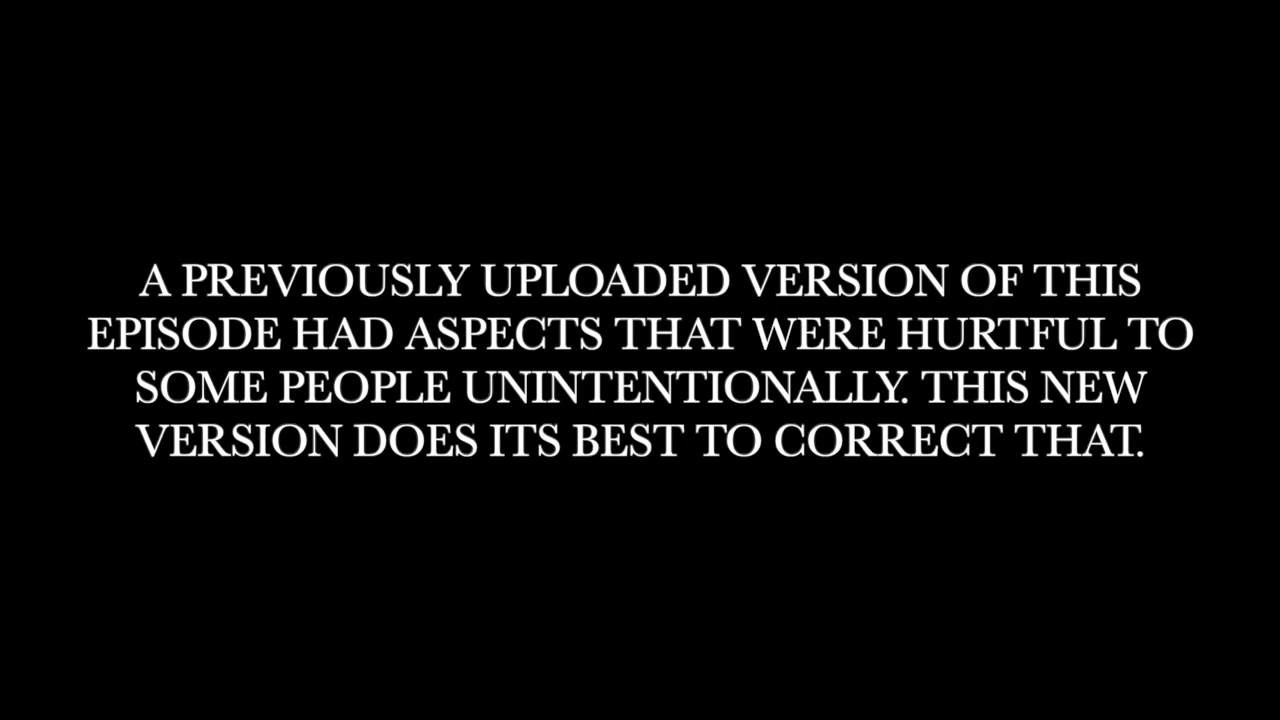 A PREVIOUSLY UPLOADED VERSION OF THIS
EPISODE HAD ASPECTS THAT WERE HURTFUL TO
SOME PEOPLE UNINTENTIONALLY. THIS NEW
VERSION DOES ITS BEST TO CORRECT THAT.